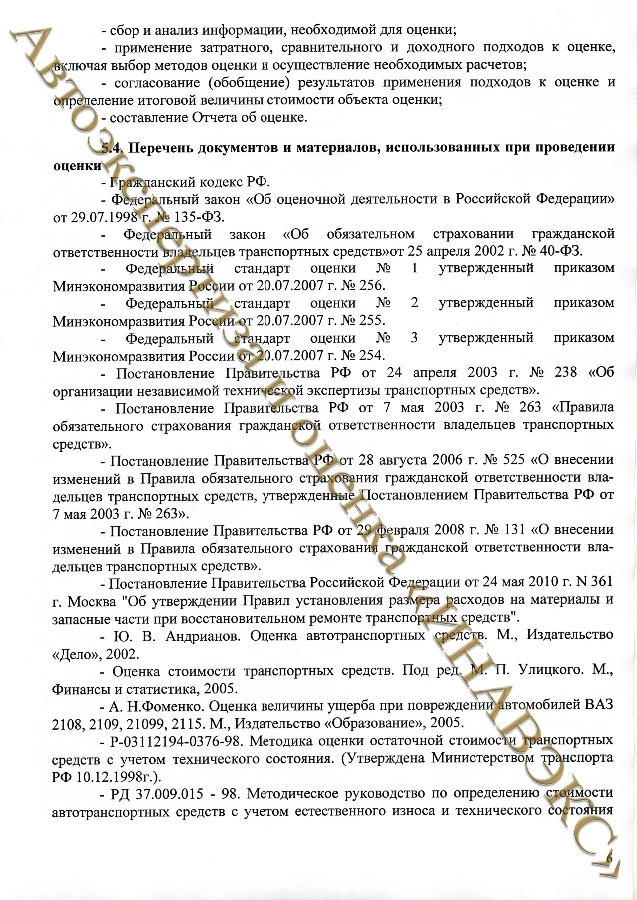 - сбор и анализ информации, необходимой для оценки;
- применение затратного, сравнительного и доходного подходов к оценке,
включая выбор методов оценки и осуществление необходимых расчетов;
- согласование (обобщение) результатов применения подходов к оценке и
определение итоговой величины стоимости объекта оценки;
- составление Отчета об оценке.
5.4. Перечень документов и материалов, использованных при проведении
оценки
- Гражданский кодекс РФ.
- Федеральный закон «Об оценочной деятельности в Российской Федерации»
от 29.07.1998 г. № 135-ФЗ.
- Федеральный закон «Об обязательном страховании гражданской
ответственности владельцев транспортных средств»от 25 апреля 2002 г. № 40-ФЗ.
- Федеральный стандарт оценки № 1 утвержденный приказом
Минэкономразвития России от 20.07.2007 г. № 256.
- Федеральный стандарт оценки № 2 утвержденный приказом
Минэкономразвития России от 20.07.2007 г. № 255.
- Федеральный стандарт оценки № 3 утвержденный приказом
Минэкономразвития России от 20.07.2007 г. № 254.
- Постановление Правительства РФ от 24 апреля 2003 г. № 238 «Об
организации независимой технической экспертизы транспортных средств».
- Постановление Правительства РФ от 7 мая 2003 г. № 263 «Правила
обязательного страхования гражданской ответственности владельцев транспортных
средств».
- Постановление Правительства РФ от 28 августа 2006 г. № 525 «О внесении
изменений в Правила обязательного страхования гражданской ответственности вла-
дельцев транспортных средств, утвержденные Постановлением Правительства РФ от
7 мая 2003 г. № 263».
- Постановление Правительства РФ от 29 февраля 2008 г. № 131 «О внесении
изменений в Правила обязательного страхования гражданской ответственности вла-
дельцев транспортных средств».
- Постановление Правительства Российской Федерации от 24 мая 2010 г. N 361
г. Москва "Об утверждении Правил установления размера расходов на материалы и
запасные части при восстановительном ремонте транспортных средств".
- Ю. В. Андрианов. Оценка автотранспортных средств. М., Издательство
«Дело», 2002.
- Оценка стоимости транспортных средств. Под ред. М. П. Улицкого. М.,
Финансы и статистика, 2005.
- А. Н.Фоменко. Оценка величины ущерба при повреждении автомобилей ВАЗ
2108, 2109, 21099, 2115. М., Издательство «Образование», 2005.
- Р-03112194-0376-98. Методика оценки остаточной стоимости транспортных
средств с учетом технического состояния. (Утверждена Министерством транспорта
РФ 10.12.1998г.).
- РД 37.009.015 - 98. Методическое руководство по определению стоимости
автотранспортных средств с учетом естественного износа и технического состояния
6
Автоэкспертиза и оценка «ИНАВЭКС»